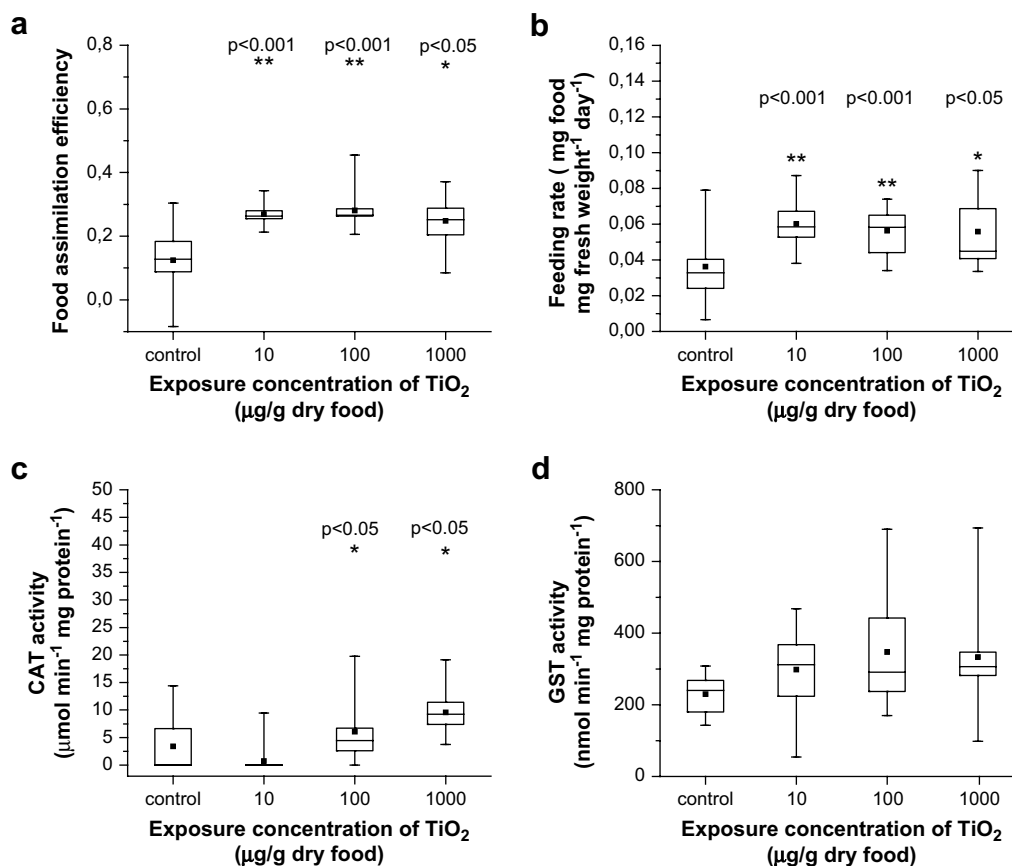 a
Food assimilation efficiency
0,8
0,6
0,4
0,2
0,0
p<0.001 p<0.001 p<0.05
** ** *
control 10 100 1000
Exposure concentration of TiO₂
(μg/g dry food)
b
Feeding rate ( mg food
mg fresh weight⁻¹ day⁻¹)
0,16
0,14
0,12
0,10
0,08
0,06
0,04
0,02
0,00
p<0.001 p<0.001 p<0.05
** ** *
control 10 100 1000
Exposure concentration of TiO₂
(μg/g dry food)
c
CAT activity
(μmol min⁻¹ mg protein⁻¹)
50
45
40
35
30
25
20
15
10
5
0
p<0.05 p<0.05
* *
control 10 100 1000
Exposure concentration of TiO₂
(μg/g dry food)
d
GST activity
(nmol min⁻¹ mg protein⁻¹)
800
600
400
200
0
control 10 100 1000
Exposure concentration of TiO₂
(μg/g dry food)